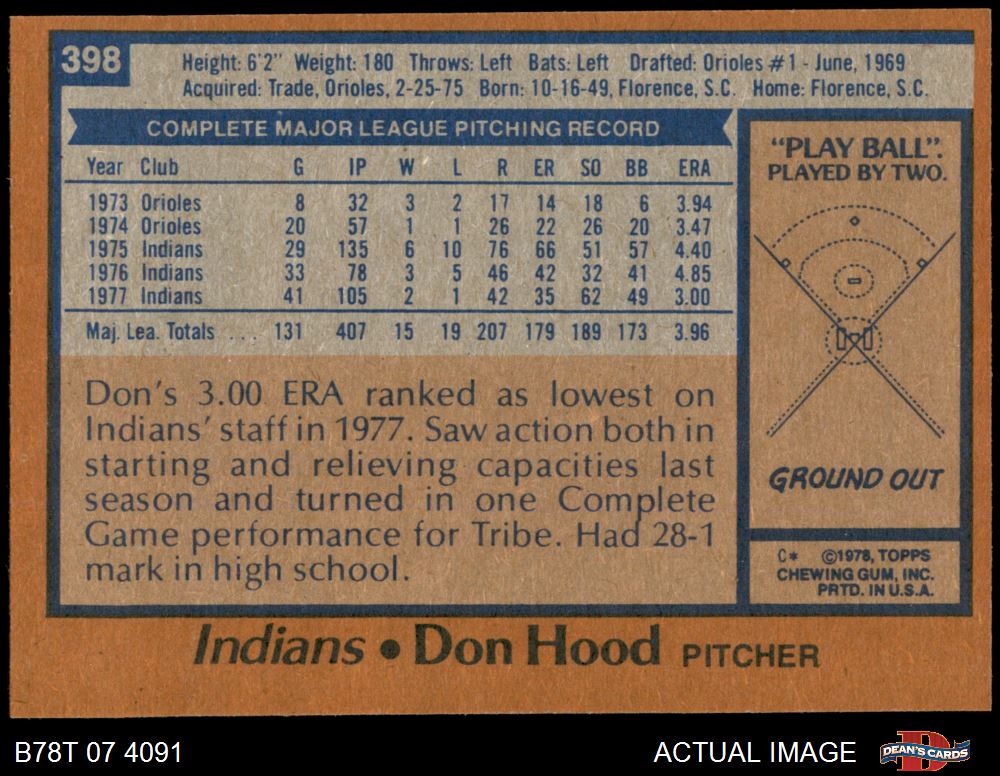 398
Height: 6'2" Weight: 180 Throws: Left Bats: Left Drafted: Orioles #1 - June, 1969
Acquired: Trade, Orioles, 2-25-75 Born: 10-16-49, Florence, S.C. Home: Florence, S.C.
COMPLETE MAJOR LEAGUE PITCHING RECORD
Year Club G IP W L R ER SO BB ERA
1973 Orioles 8 32 3 2 17 14 18 6 3.94
1974 Orioles 20 57 1 1 26 22 26 20 3.47
1975 Indians 29 135 6 10 76 66 51 57 4.40
1976 Indians 33 78 3 5 46 42 32 41 4.85
1977 Indians 41 105 2 1 42 35 62 49 3.00
Maj. Lea. Totals ... 131 407 15 19 207 179 189 173 3.96
Don's 3.00 ERA ranked as lowest on
Indians' staff in 1977. Saw action both in
starting and relieving capacities last
season and turned in one Complete
Game performance for Tribe. Had 28-1
mark in high school.
"PLAY BALL".
PLAYED BY TWO.
GROUND OUT
C* ©1978, TOPPS
CHEWING GUM, INC.
PRTD. IN U.S.A.
Indians • Don Hood PITCHER
B78T 07 4091
ACTUAL IMAGE
DEAN'S CARDS